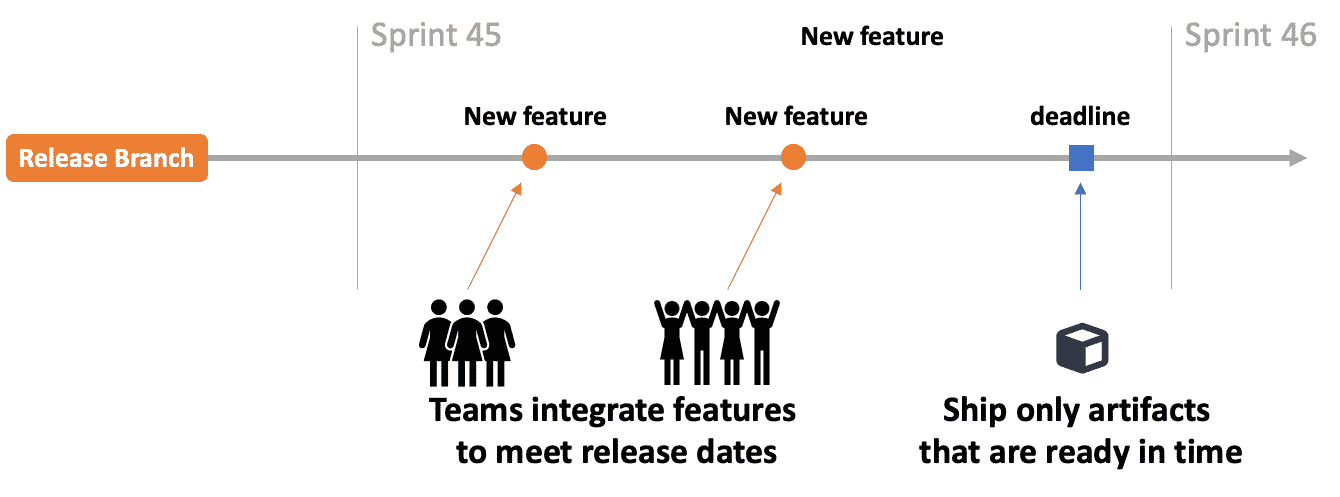 Sprint 45
New feature
Sprint 46
New feature
New feature
deadline
Release Branch
Teams integrate features
to meet release dates
Ship only artifacts
that are ready in time